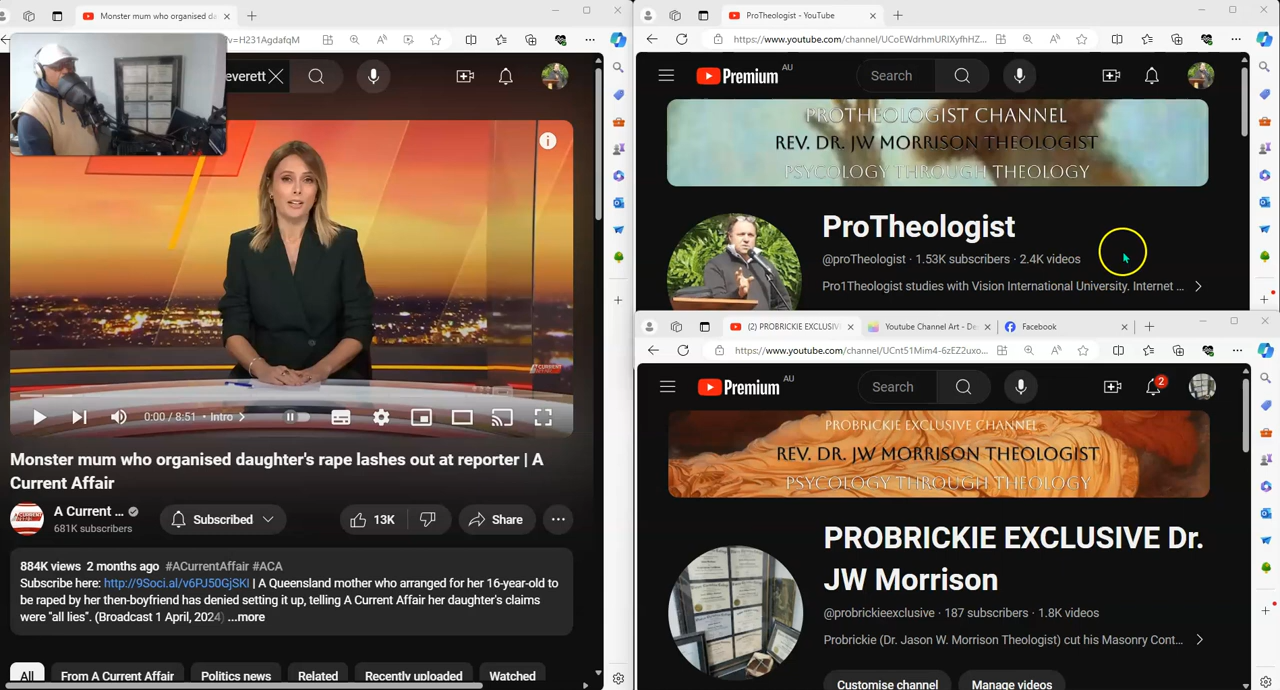 Monster mum who organised da
v=H231AgdafqM
everett
A CURRENT AFFAIR
0:00 / 8:51 • Intro
Monster mum who organised daughter's rape lashes out at reporter | A
Current Affair
A Current ...
681K subscribers
Subscribed
13K
Share
884K views 2 months ago #ACurrentAffair #ACA
Subscribe here: http://9Soci.al/v6PJ50GjSKI | A Queensland mother who arranged for her 16-year-old to
be raped by her then-boyfriend has denied setting it up, telling A Current Affair her daughter's claims
were "all lies". (Broadcast 1 April, 2024) ...more
All
From A Current Affair
Politics news
Related
Recently uploaded
Watched
ProTheologist - YouTube
https://www.youtube.com/channel/UCoEWdrhmURIXyfhHZ...
Premium AU
Search
PROTHEOLOGIST CHANNEL
REV. DR. JW MORRISON THEOLOGIST
PSYCOLOGY THROUGH THEOLOGY
ProTheologist
@proTheologist · 1.53K subscribers · 2.4K videos
Pro1Theologist studies with Vision International University. Internet ...
(2) PROBRICKIE EXCLUSIV
Youtube Channel Art - De
Facebook
https://www.youtube.com/channel/UCnt51Mim4-6zEZ2uxo...
Premium AU
Search
2
PROBRICKIE EXCLUSIVE CHANNEL
REV. DR. JW MORRISON THEOLOGIST
PSYCOLOGY THROUGH THEOLOGY
PROBRICKIE EXCLUSIVE Dr.
JW Morrison
@probrickieexclusive · 187 subscribers · 1.8K videos
Probrickie (Dr. Jason W. Morrison Theologist) cut his Masonry Cont...
Customise channel
Manage videos